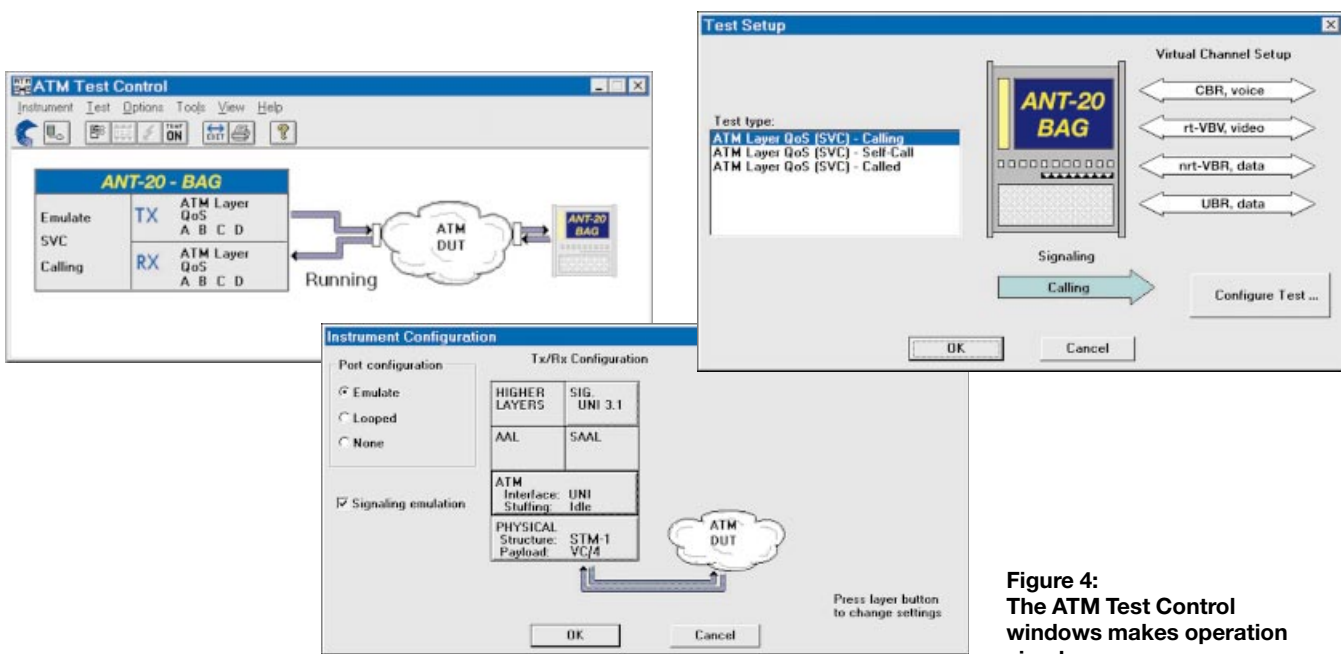 ATM Test Control
Instrument Test Options Tools View Help
TEST
ON
EXIT
?
ANT-20 - BAG
Emulate
SVC
Calling
TX
ATM Layer
QoS
A B C D
RX
ATM Layer
QoS
A B C D
Running
ATM
DUT
ANT-20
BAG
Test Setup
Test type:
ATM Layer QoS (SVC) - Calling
ATM Layer QoS (SVC) - Self-Call
ATM Layer QoS (SVC) - Called
ANT-20
BAG
Virtual Channel Setup
CBR, voice
rt-VBV, video
nrt-VBR, data
UBR, data
Signaling
Calling
Configure Test ...
OK
Cancel
Instrument Configuration
Port configuration
Emulate
Looped
None
Signaling emulation
Tx/Rx Configuration
HIGHER
LAYERS
SIG.
UNI 3.1
AAL
SAAL
ATM
Interface: UNI
Stuffing: Idle
PHYSICAL
Structure: STM-1
Payload: VC/4
ATM
DUT
Press layer button
to change settings
OK
Cancel
Figure 4:
The ATM Test Control
windows makes operation